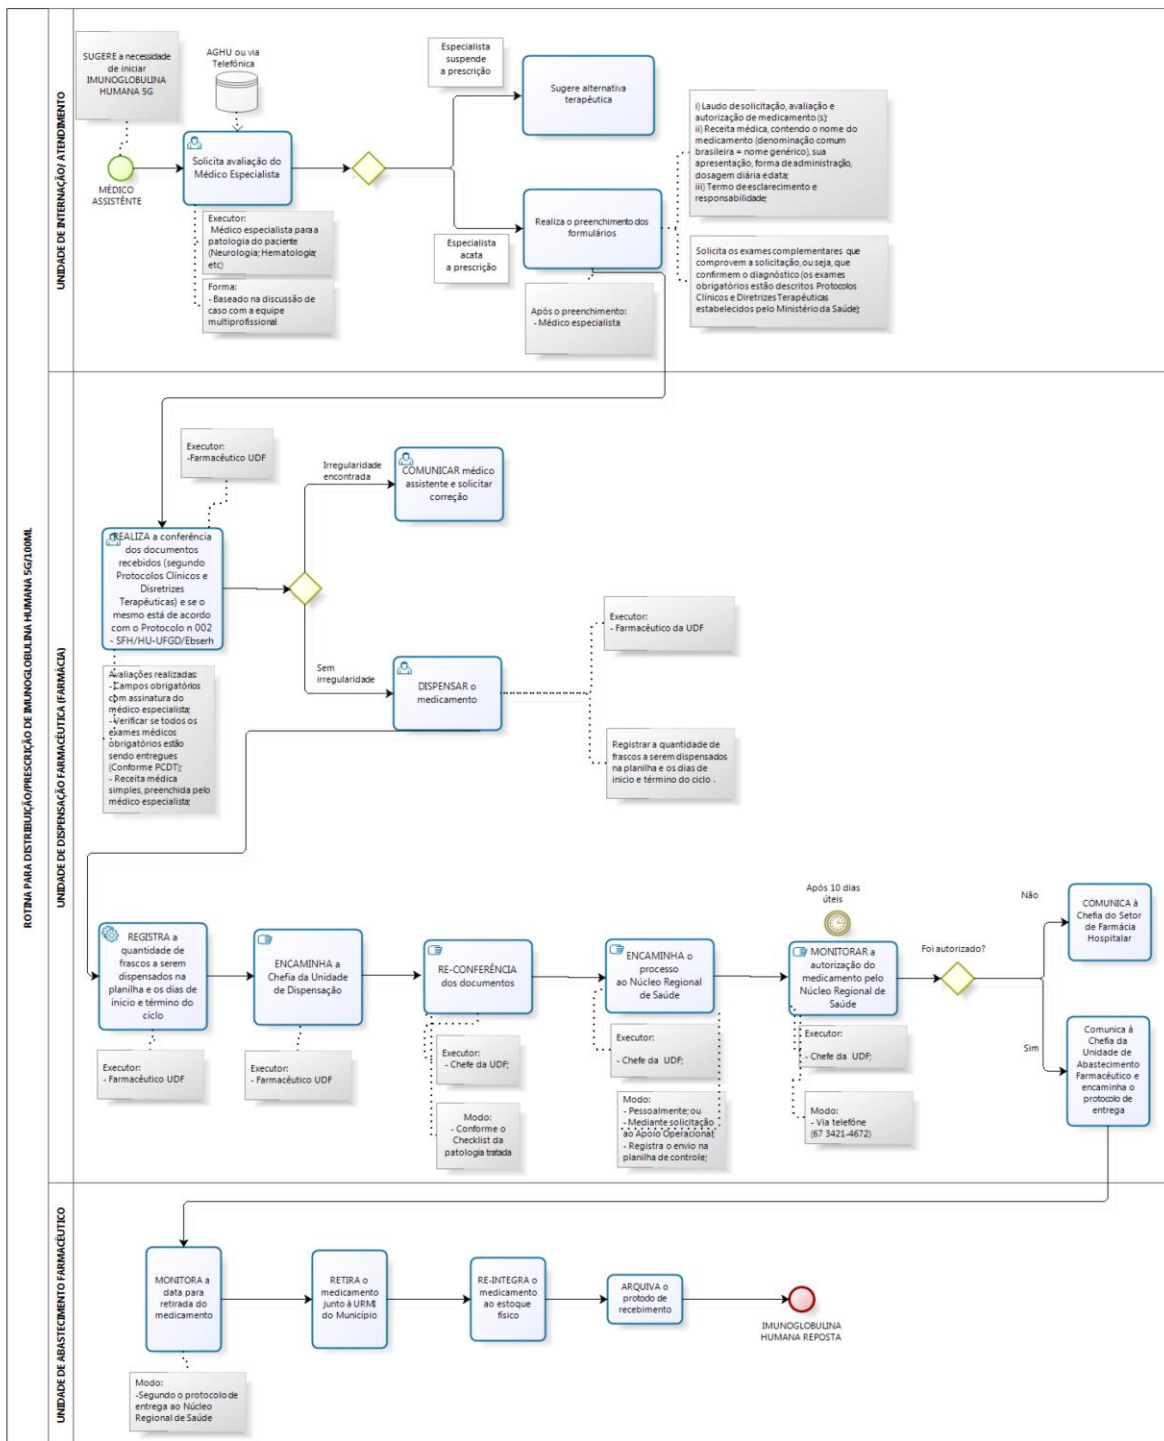 ROTINA PARA DISTRIBUIÇÃO/PRESCRIÇÃO DE IMUNOGLOBULINA HUMANA 5G/100ML
UNIDADE DE INTERNAÇÃO/ ATENDIMENTO
SUGERE a necessidade
de iniciar
IMUNOGLOBULINA
HUMANA 5G
AGHU ou via
Telefônica
MÉDICO
ASSISTÊNTE
Solicita avaliação do
Médico Especialista
Executor:
Médico especialista para a
patologia do paciente
(Neurologia; Hematologia;
etc)
Forma:
- Baseado na discussão de
caso com a equipe
multiprofissional
Especialista
suspende
a prescrição
Sugere alternativa
terapêutica
Especialista
acata
a prescrição
Realiza o preenchimento dos
formulários
Após o preenchimento:
- Médico especialista
i) Laudo de solicitação, avaliação e
autorização de medicamento (s);
ii) Receita médica, contendo o nome do
medicamento (denominação comum
brasileira = nome genérico), sua
apresentação, forma de administração,
dosagem diária e data;
iii) Termo de esclarecimento e
responsabilidade;
Solicita os exames complementares que
comprovem a solicitação, ou seja, que
confirmem o diagnóstico (os exames
obrigatórios estão descritos Protocolos
Clínicos e Diretrizes Terapêuticas
estabelecidos pelo Ministério da Saúde);
UNIDADE DE DISPENSAÇÃO FARMACÊUTICA (FARMÁCIA)
Executor:
-Farmacêutico UDF
REALIZA a conferência
dos documentos
recebidos (segundo
Protocolos Clínicos e
Disretrizes
Terapêuticas) e se o
mesmo está de acordo
com o Protocolo n 002
- SFH/HU-UFGD/Ebserh
Avaliações realizadas:
- Campos obrigatórios
com assinatura do
médico especialista;
- Verificar se todos os
exames médicos
obrigatórios estão
sendo entregues
(Conforme PCDT);
- Receita médica
simples, preenchida pelo
médico especialista;
Irregularidade
encontrada
COMUNICAR médico
assistente e solicitar
correção
Sem
irregularidade
DISPENSAR o
medicamento
Executor:
- Farmacêutico da UDF
Registrar a quantidade de
frascos a serem dispensados
na planilha e os dias de
inicio e término do ciclo .
REGISTRA a
quantidade de
frascos a serem
dispensados na
planilha e os dias de
inicio e término do
ciclo
Executor:
- Farmacêutico UDF
ENCAMINHA a
Chefia da Unidade
de Dispensação
Executor:
- Farmacêutico UDF
RE-CONFERÊNCIA
dos documentos
Executor:
- Chefe da UDF;
Modo:
- Conforme o
Checklist da
patologia tratada
ENCAMINHA o
processo
ao Núcleo Regional
de Saúde
Executor:
- Chefe da UDF;
Modo:
- Pessoalmente; ou
- Mediante solicitação
ao Apoio Operacional;
- Registra o envio na
planilha de controle;
Após 10 dias
úteis
MONITORAR a
autorização do
medicamento pelo
Núcleo Regional de
Saúde
Executor:
- Chefe da UDF;
Modo:
- Via telefône
(67 3421-4672)
Foi autorizado?
Não
COMUNICA à
Chefia do Setor
de Farmácia
Hospitalar
Sim
Comunica à
Chefia da
Unidade de
Abastecimento
Farmacêutico e
encaminha o
protocolo de
entrega
UNIDADE DE ABASTECIMENTO FARMACÊUTICO
MONITORA a
data para
retirada do
medicamento
Modo:
-Segundo o protocolo de
entrega ao Núcleo
Regional de Saúde
RETIRA o
medicamento
junto à URMI
do Município
RE-INTEGRA o
medicamento
ao estoque
físico
ARQUIVA o
protodo de
recebimento
IMUNOGLOBULINA
HUMANA REPOSTA